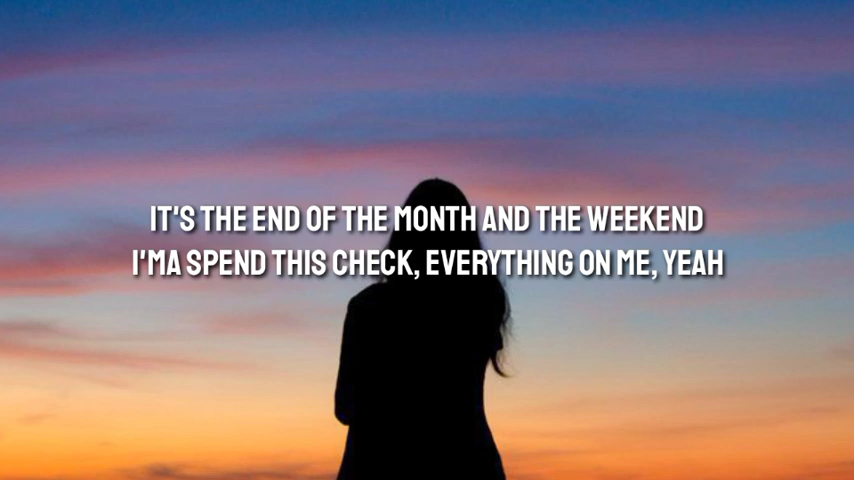 IT'S THE END OF THE MONTH AND THE WEEKEND
I'MA SPEND THIS CHECK, EVERYTHING ON ME, YEAH